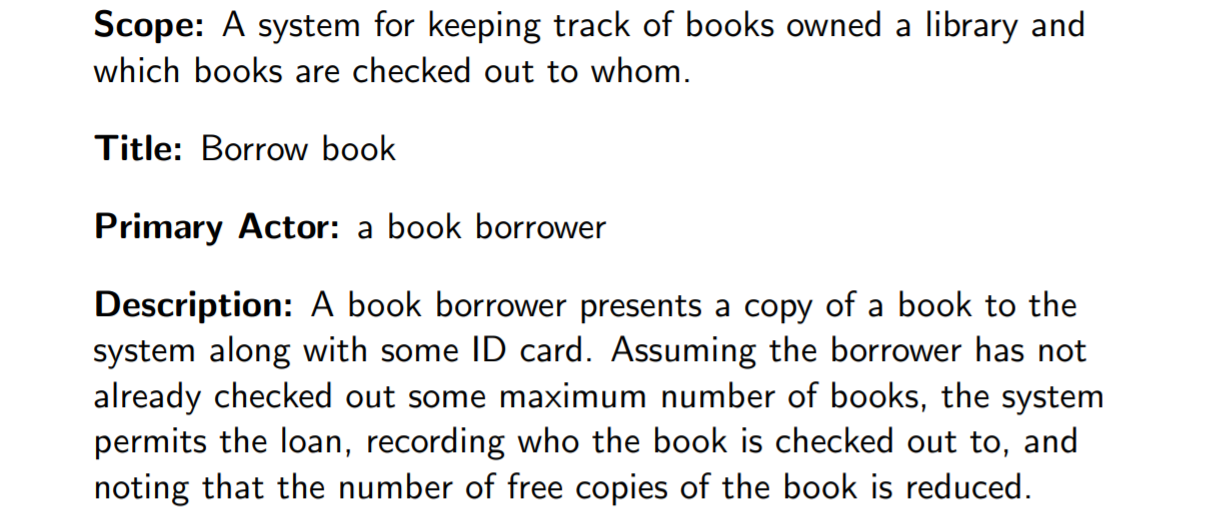 Scope: A system for keeping track of books owned a library and
which books are checked out to whom.
Title: Borrow book
Primary Actor: a book borrower
Description: A book borrower presents a copy of a book to the
system along with some ID card. Assuming the borrower has not
already checked out some maximum number of books, the system
permits the loan, recording who the book is checked out to, and
noting that the number of free copies of the book is reduced.